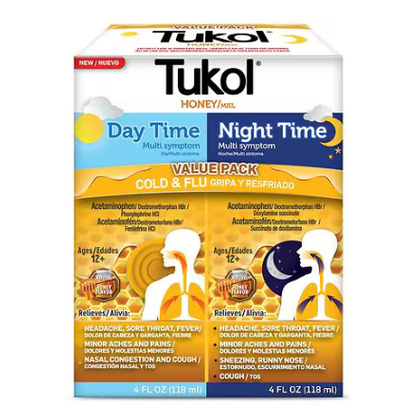 NEW / NUEVO
Tukol®
HONEY/MIEL
Day Time
Multi symptom
Día/Multi síntoma
Night Time
Multi symptom
Noche/Multi síntoma
VALUE PACK
COLD & FLU GRIPA Y RESFRIADO
Acetaminophen/ Dextromethorphan HBr /
Phenylephrine HCl
Acetaminofén/ Dextrometorfano HBr /
Fenilefrina HCl
Ages/Edades
12+
HONEY
FLAVOR
Relieves/Alivia:
• HEADACHE, SORE THROAT, FEVER/
DOLOR DE CABEZA Y GARGANTA, FIEBRE
MINOR ACHES AND PAINS /
DOLORES Y MOLESTIAS MENORES
• NASAL CONGESTION AND COUGH /
CONGESTIÓN NASAL Y TOS
4 FL OZ (118 ml)
Acetaminophen/ Dextromethorphan HBr /
Doxylamine succinate
Acetaminofén/ Dextrometorfano HBr /
Succinato de doxilamina
Ages/Edades
12+
HONEY
FLAVOR
Relieves/Alivia:
• HEADACHE, SORE THROAT, FEVER/
DOLOR DE CABEZA Y GARGANTA, FIEBRE
• MINOR ACHES AND PAINS /
DOLORES Y MOLESTIAS MENORES
• SNEEZING, RUNNY NOSE /
ESTORNUDO, ESCURRIMIENTO NASAL
• COUGH / TOS
4 FL OZ (118 ml)